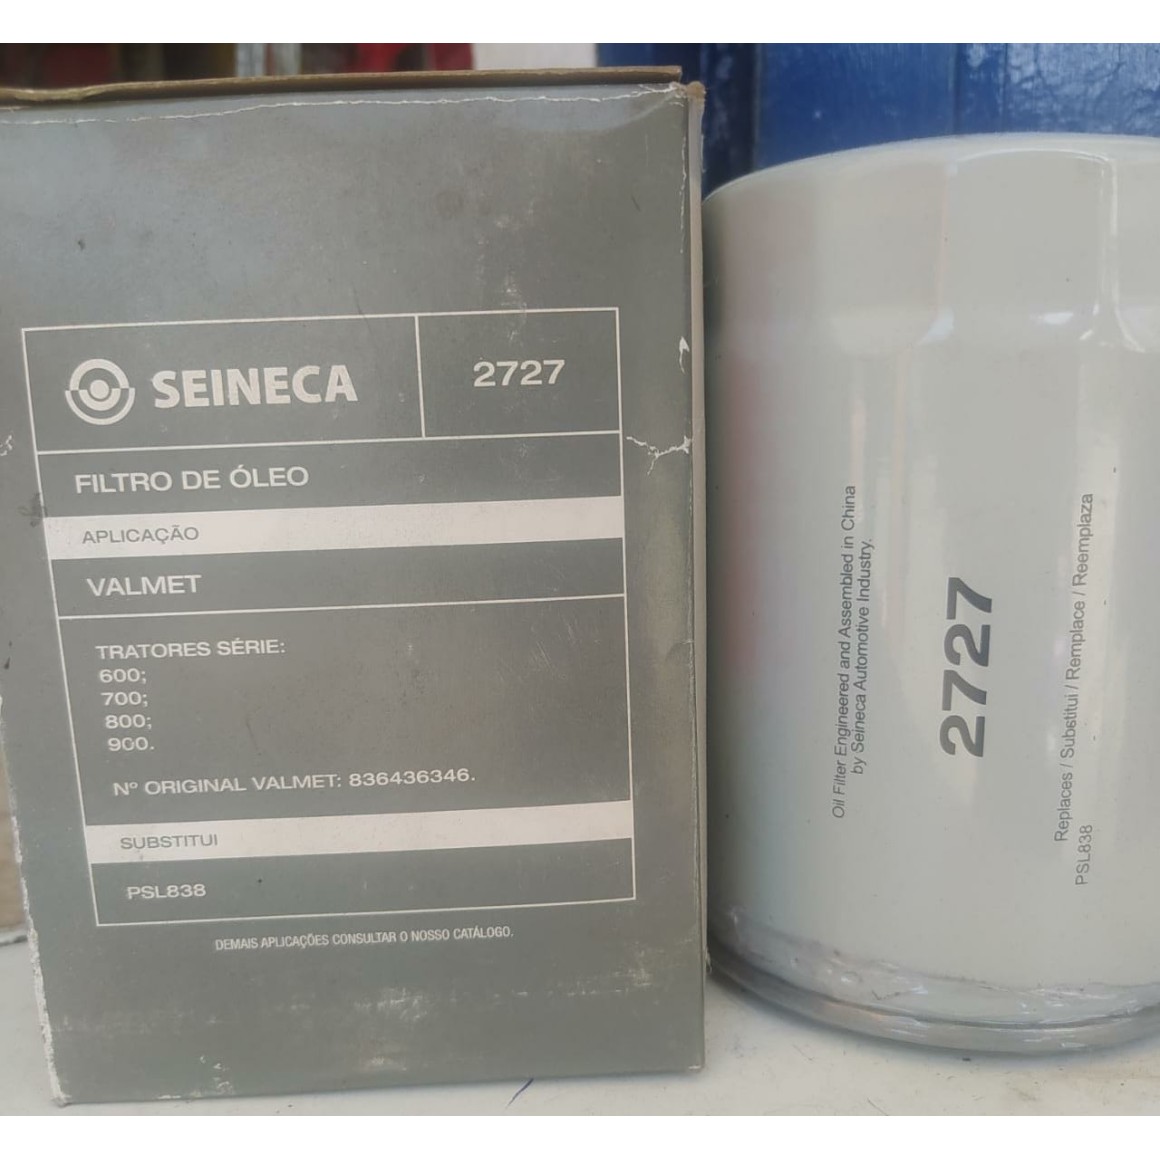 SEINECA
2727
FILTRO DE ÓLEO
APLICAÇÃO
VALMET
TRATORES SÉRIE:
600;
700;
800;
900.
Nº ORIGINAL VALMET: 836436346.
SUBSTITUI
PSL838
DEMAIS APLICAÇÕES CONSULTAR O NOSSO CATÁLOGO.
Oil Filter Engineered and Assembled in China
by Seineca Automotive Industry.
2727
Replaces / Substitui / Remplace / Reemplaza
PSL838